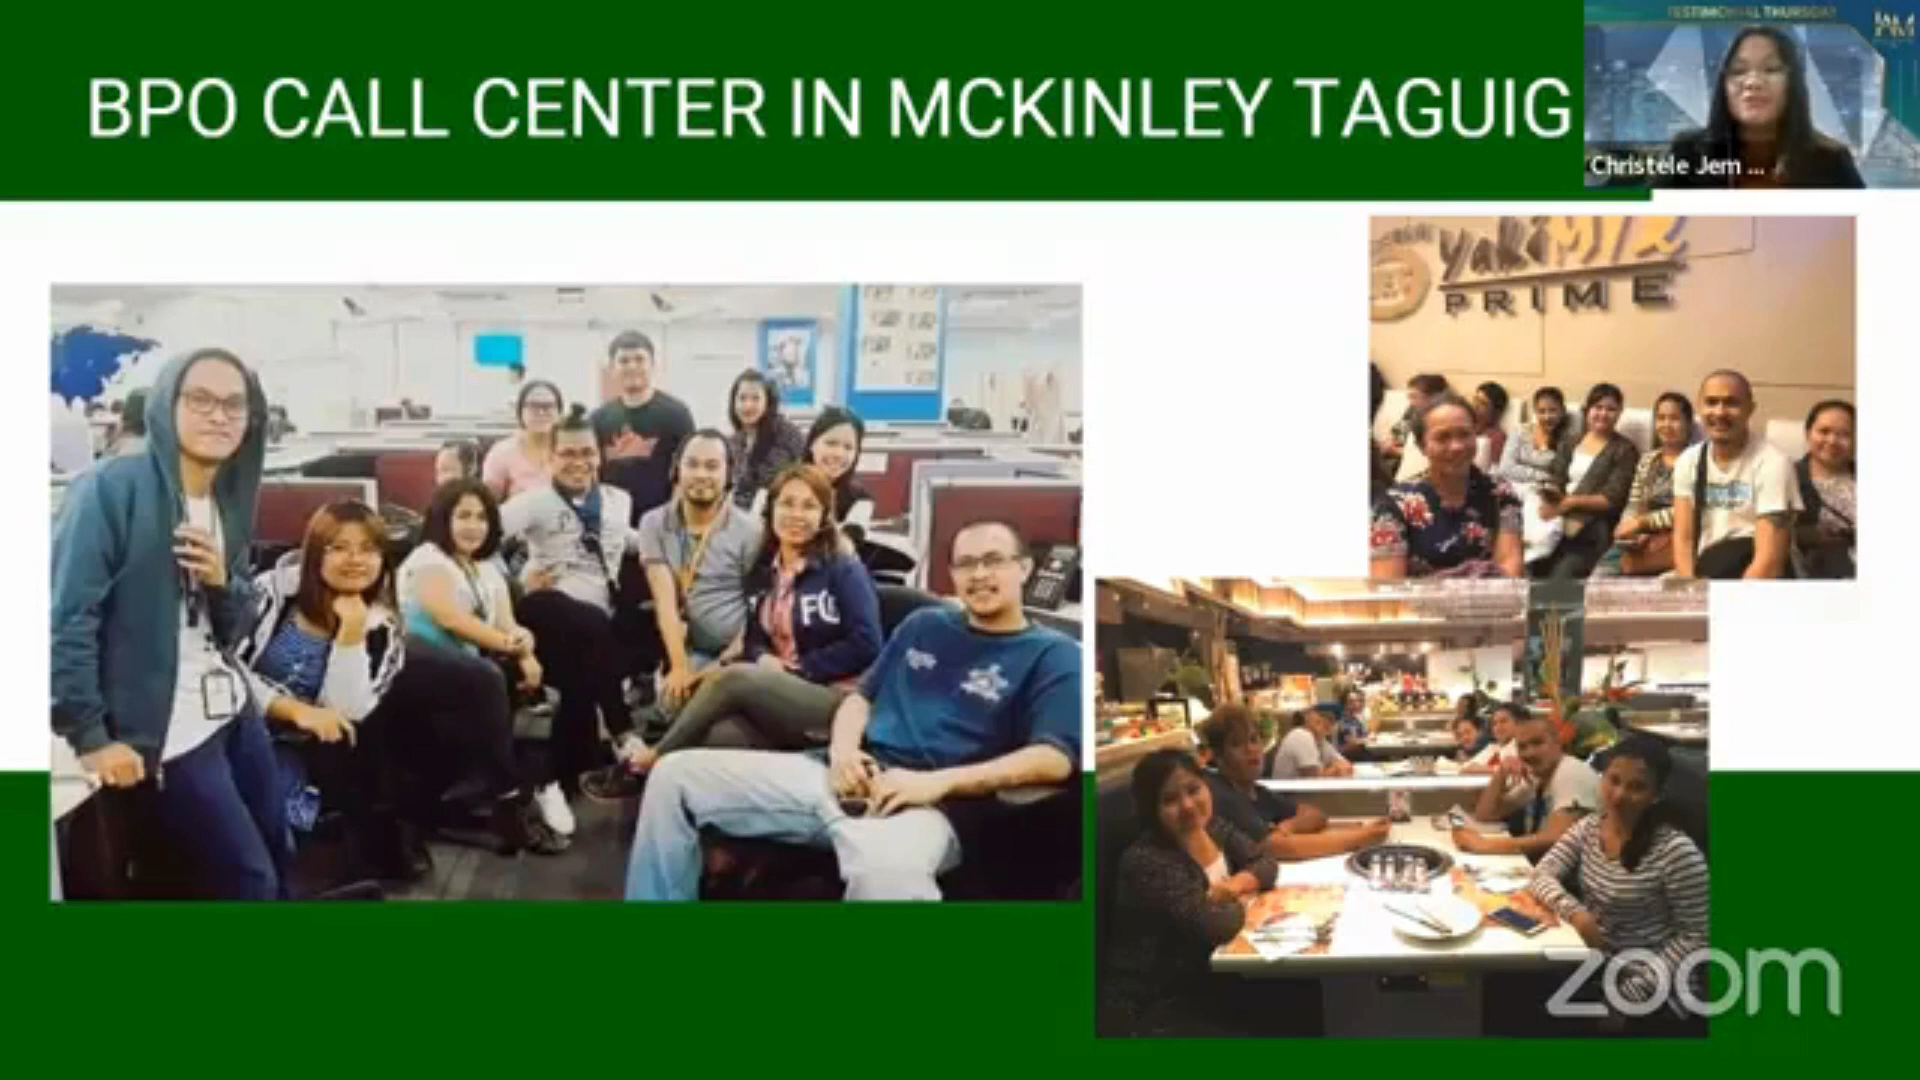 BPO CALL CENTER IN MCKINLEY TAGUIG
TESTIMONIAL THURSDAY
Christele Jem ...
yakiMIX
PRIME
zoom